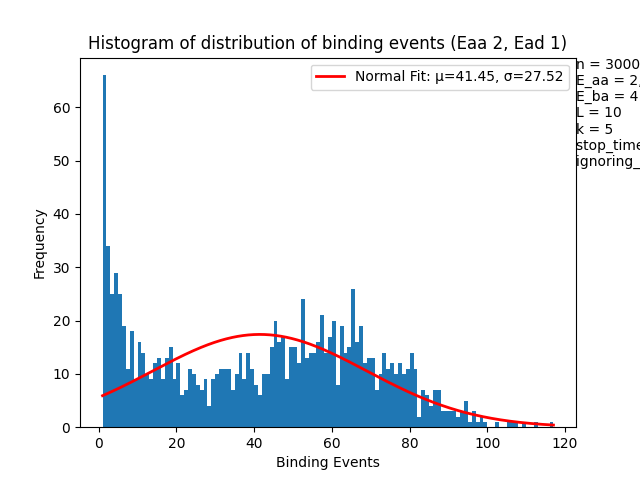 Histogram of distribution of binding events (Eaa 2, Ead 1)
Normal Fit: μ=41.45, σ=27.52
n = 3000
E_aa = 2,
E_ba = 4
L = 10
k = 5
stop_time
ignoring_
Frequency
0
10
20
30
40
50
60
0
20
40
60
80
100
120
Binding Events